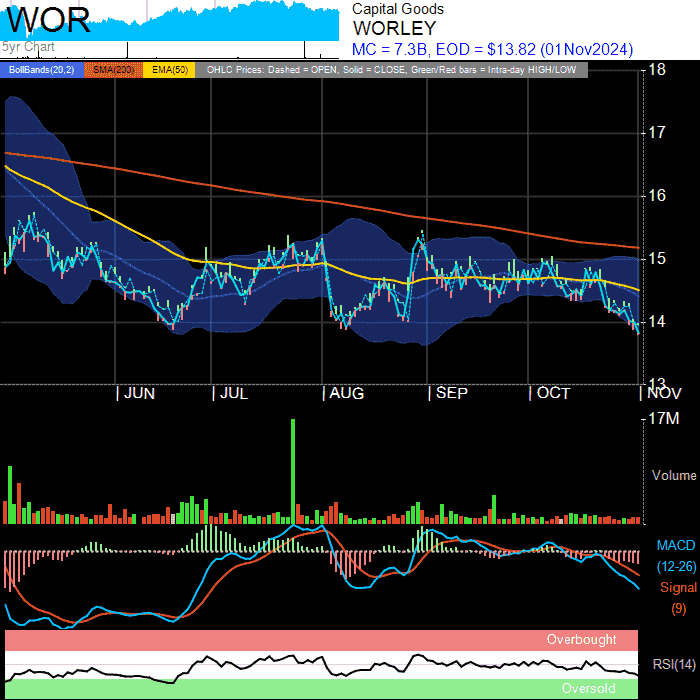 WOR
5yr Chart
Capital Goods
WORLEY
MC = 7.3B, EOD = $13.82 (01Nov2024)
BollBands(20,2) SMA(200) EMA(50) OHLC Prices: Dashed = OPEN, Solid = CLOSE, Green/Red bars = Intra-day HIGH/LOW
18
17
16
15
14
13
JUN JUL AUG SEP OCT NOV
17M
Volume
MACD
(12-26)
Signal
(9)
Overbought
RSI(14)
Oversold